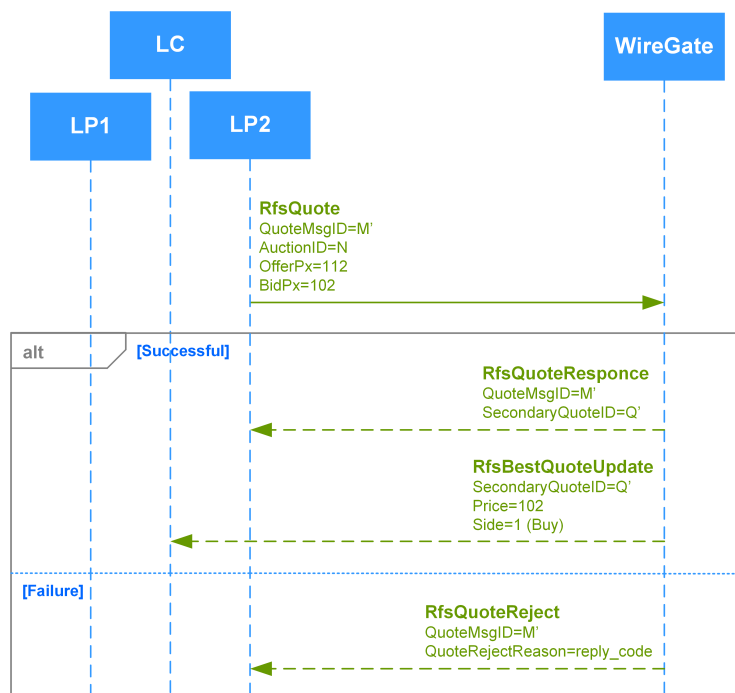 LC
WireGate
LP1
LP2
RfsQuote
QuoteMsgID=M’
AuctionID=N
OfferPx=112
BidPx=102
alt
[Successful]
RfsQuoteResponce
QuoteMsgID=M’
SecondaryQuoteID=Q’
RfsBestQuoteUpdate
SecondaryQuoteID=Q’
Price=102
Side=1 (Buy)
[Failure]
RfsQuoteReject
QuoteMsgID=M’
QuoteRejectReason=reply_code